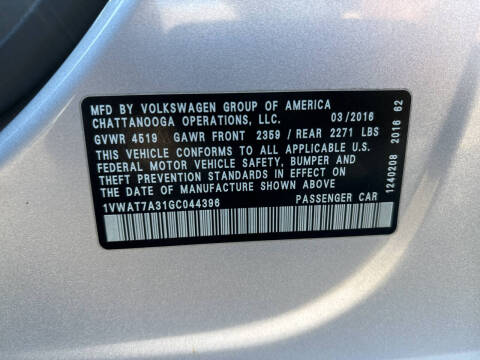 MFD BY VOLKSWAGEN GROUP OF AMERICA
CHATTANOOGA OPERATIONS, LLC. 03/2016
GVWR 4519 GAWR FRONT 2359 / REAR 2271 LBS
THIS VEHICLE CONFORMS TO ALL APPLICABLE U.S.
FEDERAL MOTOR VEHICLE SAFETY, BUMPER AND
THEFT PREVENTION STANDARDS IN EFFECT ON
THE DATE OF MANUFACTURE SHOWN ABOVE
1VWAT7A31GC044396 PASSENGER CAR
1240208 2016 62